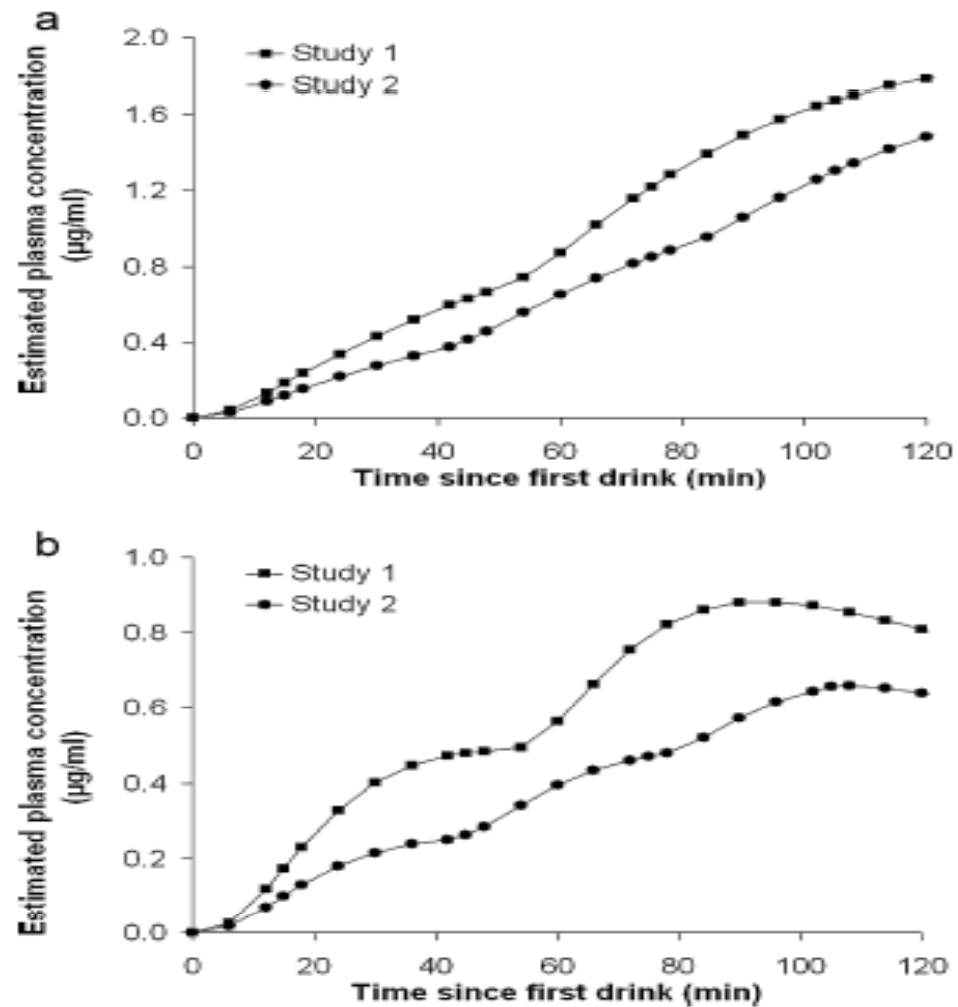 a
Estimated plasma concentration
(µg/ml)
2.0
1.6
1.2
0.8
0.4
0.0
Study 1
Study 2
0 20 40 60 80 100 120
Time since first drink (min)
b
Estimated plasma concentration
(µg/ml)
1.0
0.8
0.6
0.4
0.2
0.0
Study 1
Study 2
0 20 40 60 80 100 120
Time since first drink (min)